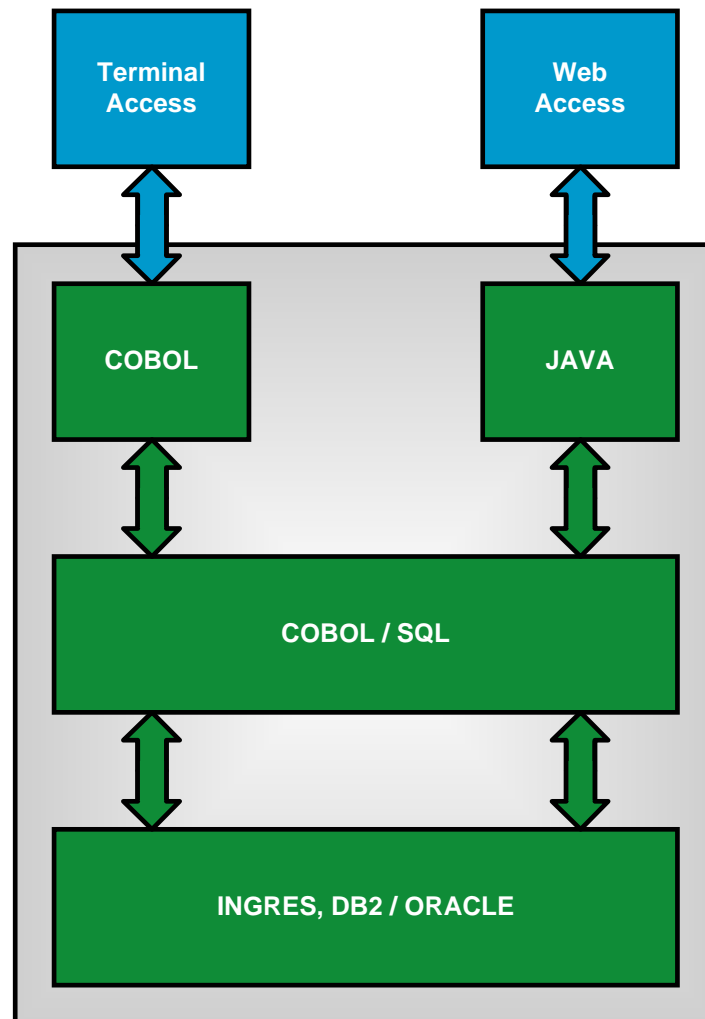 Terminal
Access
Web
Access
COBOL
JAVA
COBOL / SQL
INGRES, DB2 / ORACLE